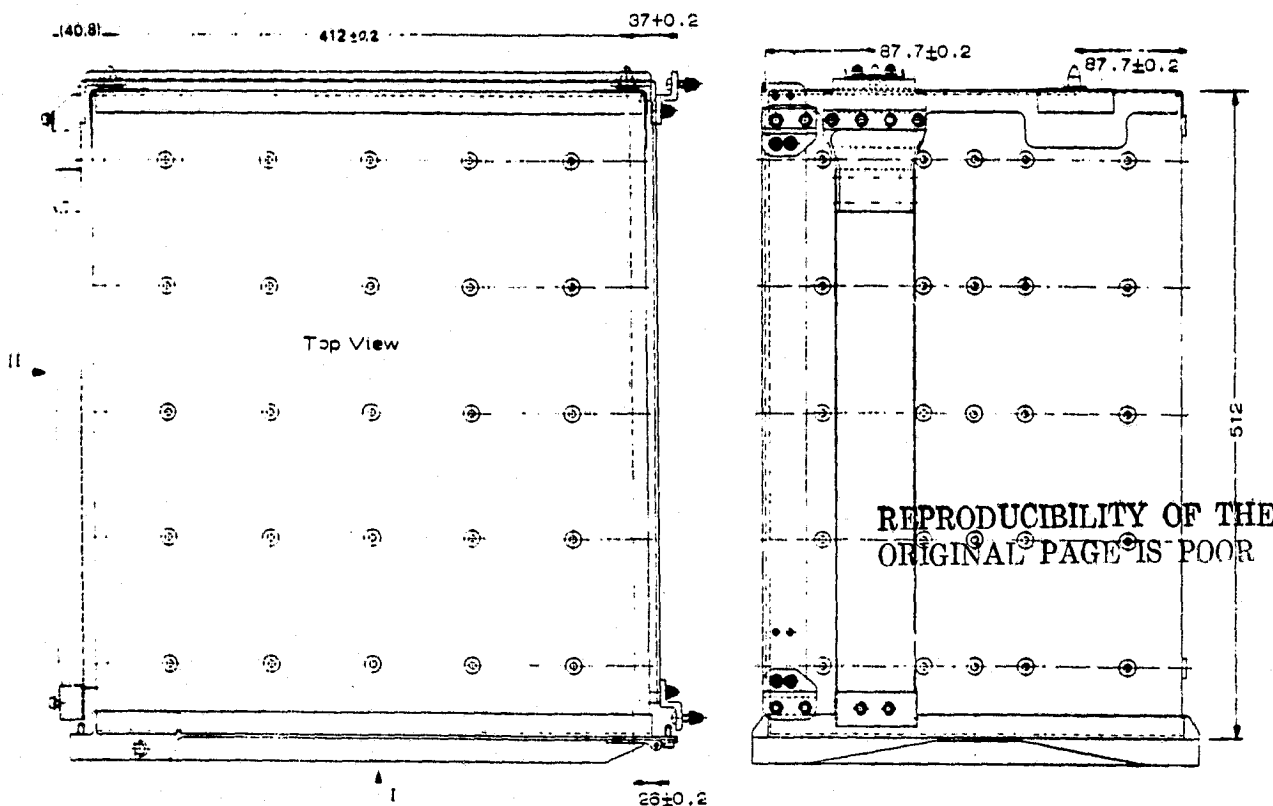 (40.8)
412±0.2
37+0.2
87.7±0.2
87.7±0.2
Top View
II
512
REPRODUCIBILITY OF THE
ORIGINAL PAGE IS POOR
I
26±0.2